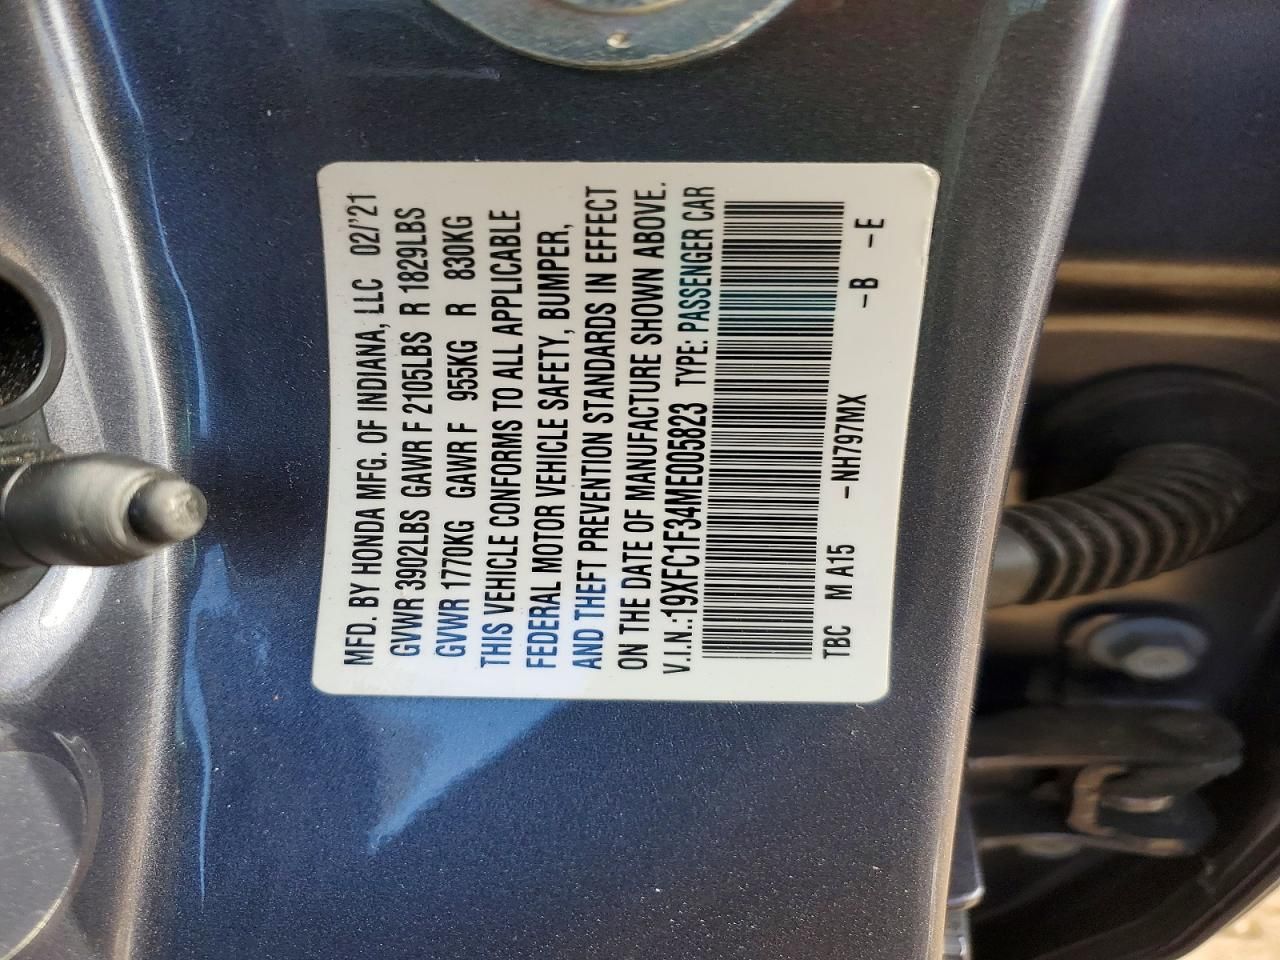 MFD. BY HONDA MFG. OF INDIANA, LLC 02/'21
GVWR 3902LBS GAWR F 2105LBS R 1829LBS
GVWR 1770KG GAWR F 955KG R 830KG
THIS VEHICLE CONFORMS TO ALL APPLICABLE
FEDERAL MOTOR VEHICLE SAFETY, BUMPER,
AND THEFT PREVENTION STANDARDS IN EFFECT
ON THE DATE OF MANUFACTURE SHOWN ABOVE.
V.I.N.:19XFC1F34ME005823 TYPE: PASSENGER CAR
TBC M A15 -NH797MX -B -E